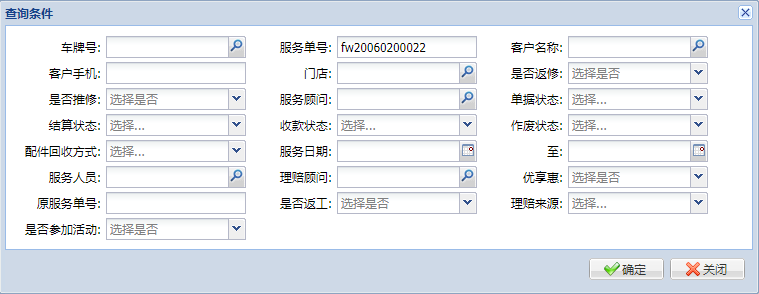 查询条件
车牌号: 服务单号: fw20060200022 客户名称:
客户手机: 门店: 是否返修: 选择是否
是否推修: 选择是否 服务顾问: 单据状态: 选择...
结算状态: 选择... 收款状态: 选择... 作废状态: 选择...
配件回收方式: 选择... 服务日期: 至:
服务人员: 理赔顾问: 优享惠: 选择是否
原服务单号: 是否返工: 选择是否 理赔来源: 选择...
是否参加活动: 选择是否
确定 关闭